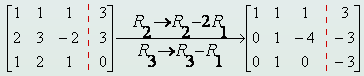 [1 1 1 | 3] R₂→R₂-2R₁ [1 1 1 | 3]
[2 3 -2 | 3] [0 1 -4 | -3]
[1 2 1 | 0] R₃→R₃-R₁ [0 1 0 | -3]